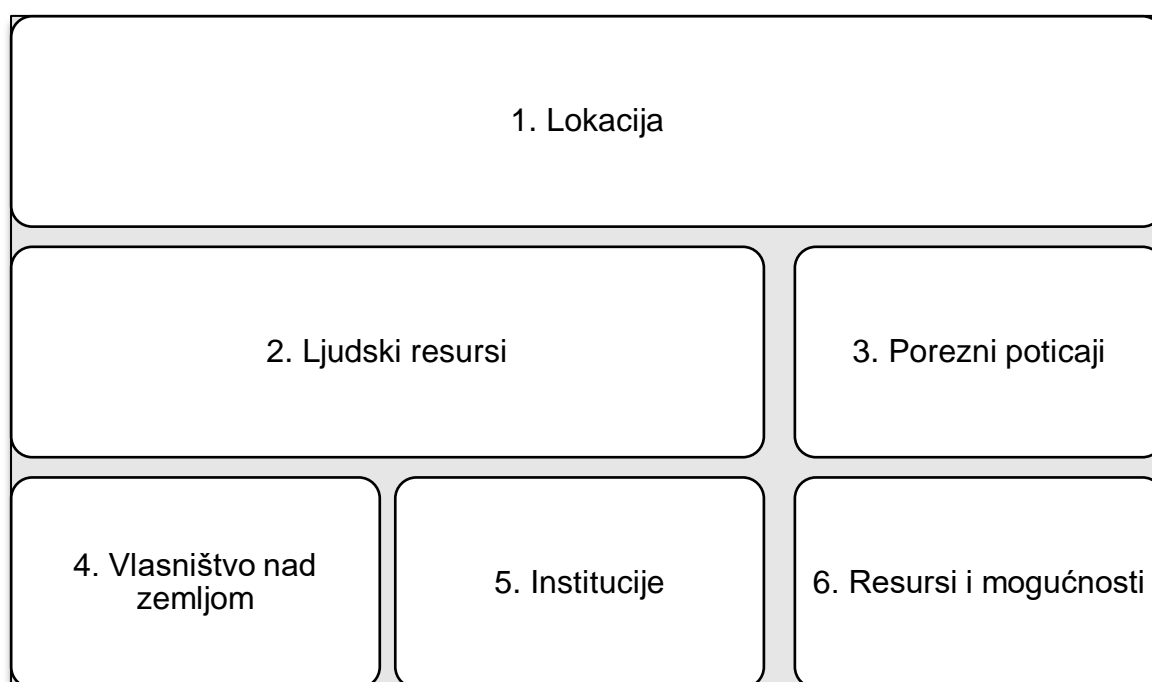 1. Lokacija
2. Ljudski resursi
3. Porezni poticaji
4. Vlasništvo nad
zemljom
5. Institucije
6. Resursi i mogućnosti